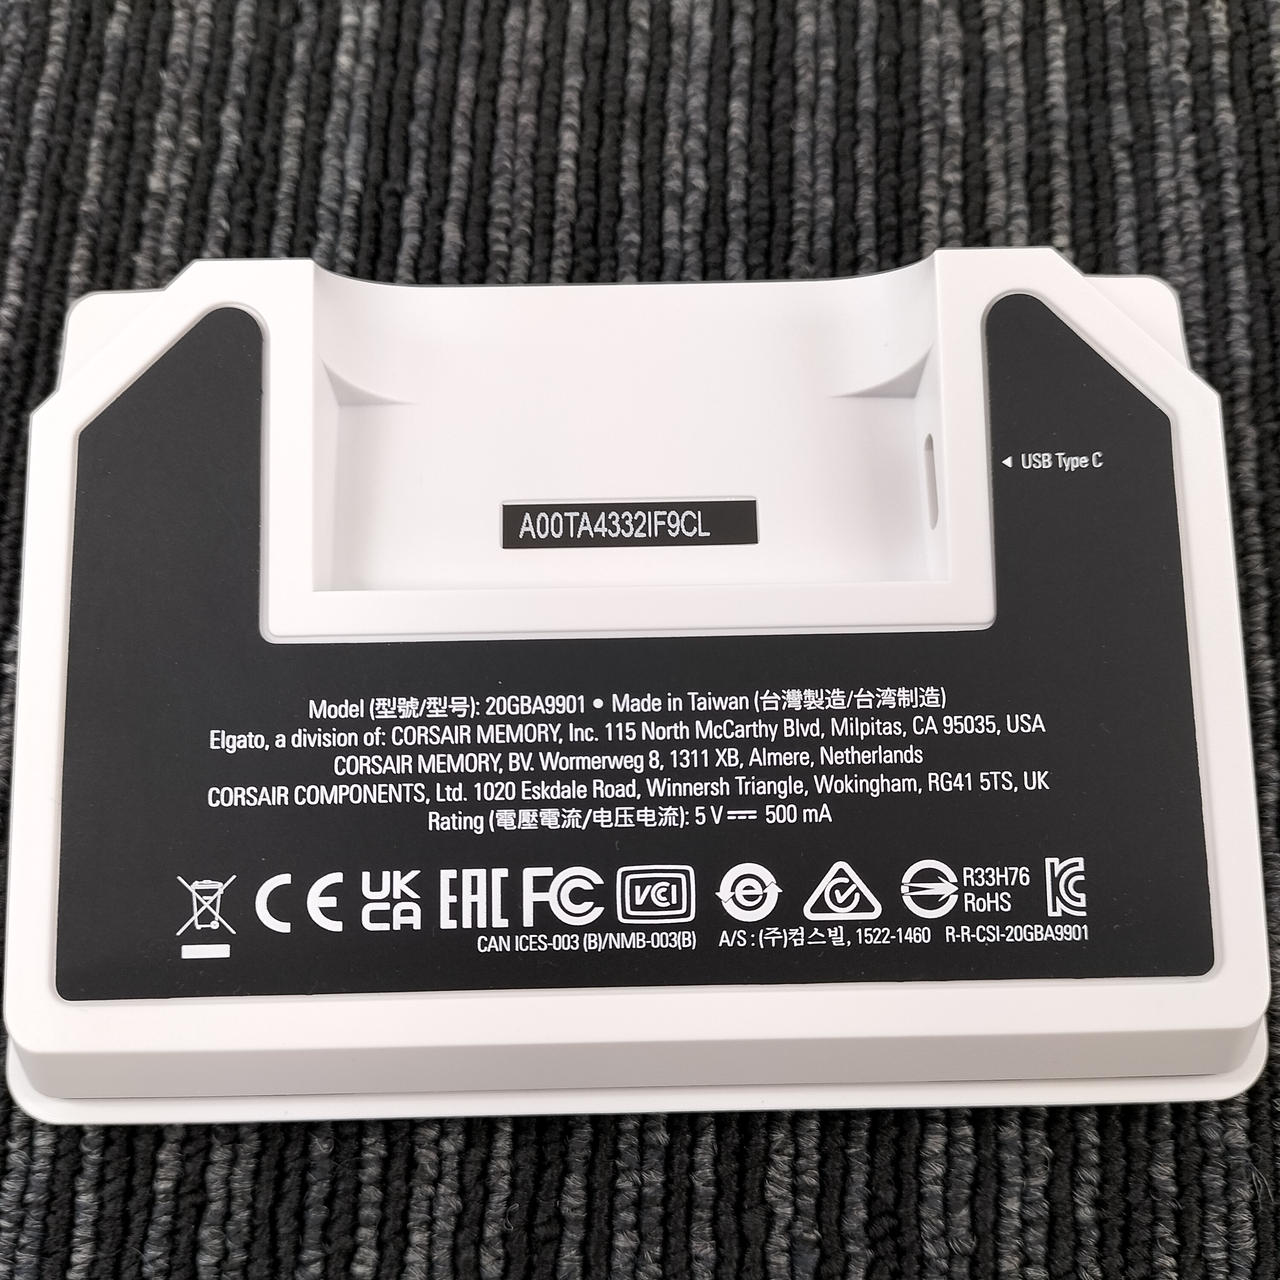 USB Type C
A00TA4332IF9CL
Model (型號/型号): 20GBA9901 • Made in Taiwan (台灣製造/台湾制造)
Elgato, a division of: CORSAIR MEMORY, Inc. 115 North McCarthy Blvd, Milpitas, CA 95035, USA
CORSAIR MEMORY, BV. Wormerweg 8, 1311 XB, Almere, Netherlands
CORSAIR COMPONENTS, Ltd. 1020 Eskdale Road, Winnersh Triangle, Wokingham, RG41 5TS, UK
Rating (電壓電流/电压电流): 5 V⎓ 500 mA
CE UK CA EAC FC VCI e R33H76 RoHS KC
CAN ICES-003 (B)/NMB-003(B) A/S : (주)컴스빌, 1522-1460 R-R-CSI-20GBA9901